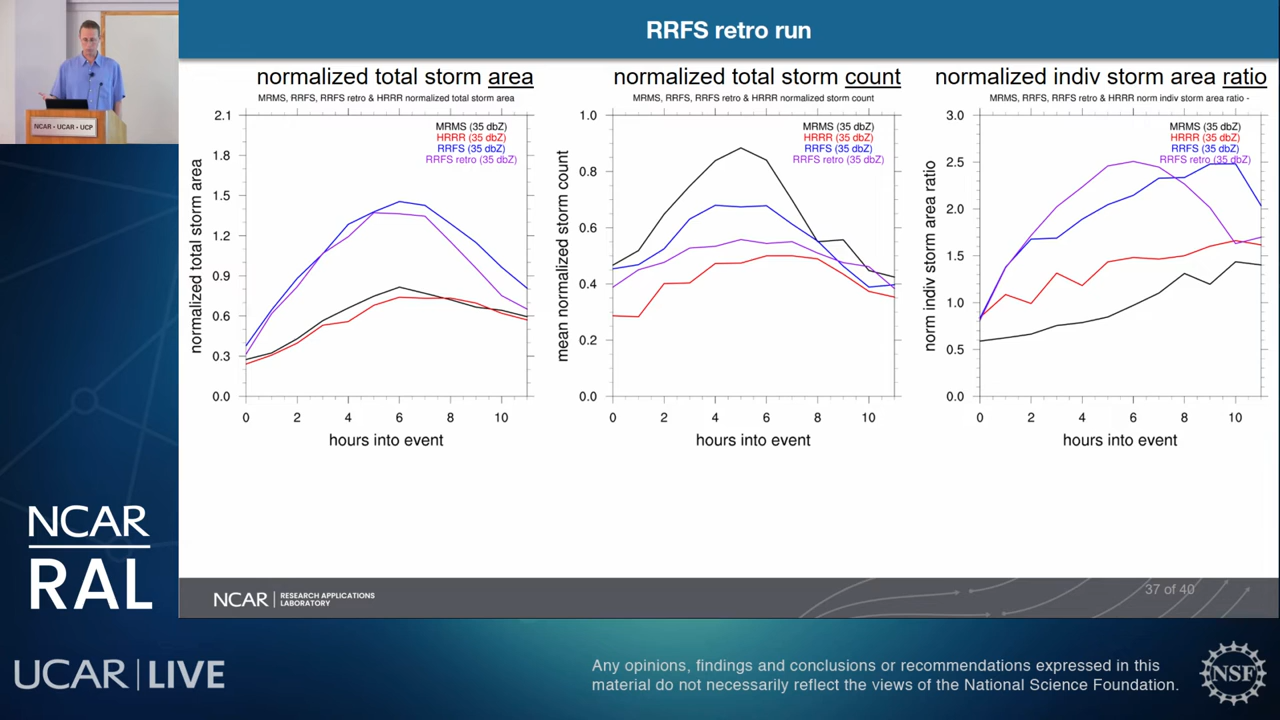 RRFS retro run
NCAR • UCAR • UCP
normalized total storm area
MRMS, RRFS, RRFS retro & HRRR normalized total storm area
2.1
1.8
1.5
1.2
0.9
0.6
0.3
0.0
normalized total storm area
MRMS (35 dbZ)
HRRR (35 dbZ)
RRFS (35 dbZ)
RRFS retro (35 dbZ)
0 2 4 6 8 10
hours into event
normalized total storm count
MRMS, RRFS, RRFS retro & HRRR normalized storm count
1.0
0.8
0.6
0.4
0.2
0.0
mean normalized storm count
MRMS (35 dbZ)
HRRR (35 dbZ)
RRFS (35 dbZ)
RRFS retro (35 dbZ)
0 2 4 6 8 10
hours into event
normalized indiv storm area ratio
MRMS, RRFS, RRFS retro & HRRR norm indiv storm area ratio -
3.0
2.5
2.0
1.5
1.0
0.5
0.0
norm indiv storm area ratio
MRMS (35 dbZ)
HRRR (35 dbZ)
RRFS (35 dbZ)
RRFS retro (35 dbZ)
0 2 4 6 8 10
hours into event
NCAR
RAL
NCAR | RESEARCH APPLICATIONS
LABORATORY
37 of 40
UCAR | LIVE
Any opinions, findings and conclusions or recommendations expressed in this
material do not necessarily reflect the views of the National Science Foundation.
NSF